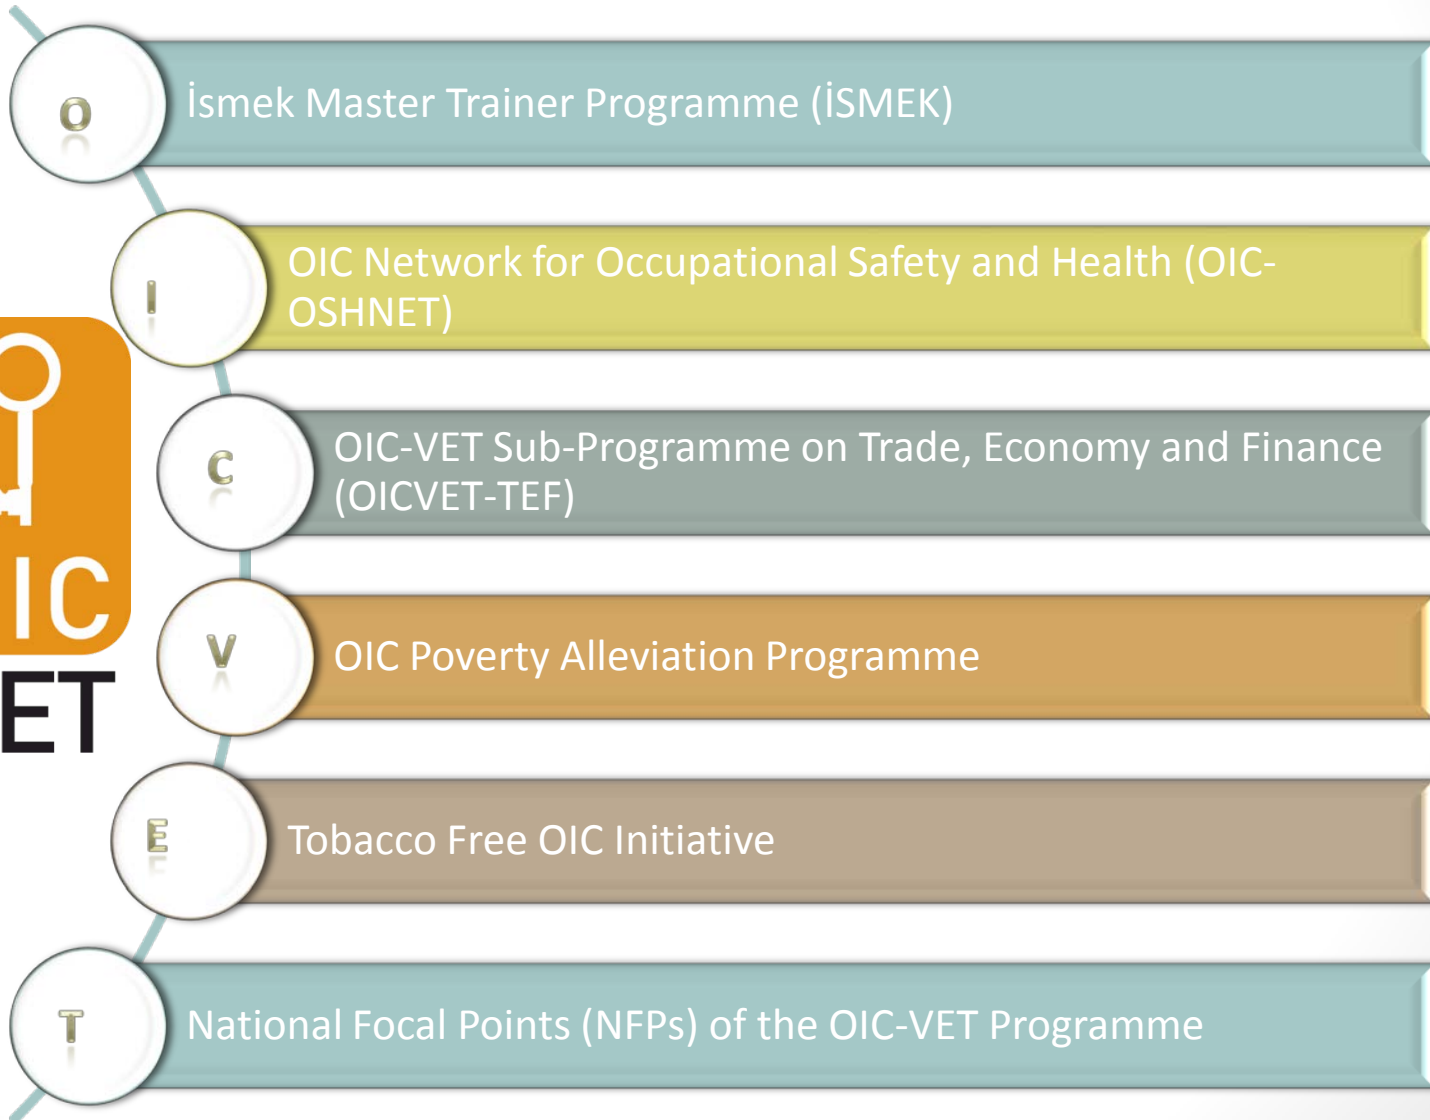 O
İsmek Master Trainer Programme (İSMEK)
I
OIC Network for Occupational Safety and Health (OIC-
OSHNET)
C
OIC-VET Sub-Programme on Trade, Economy and Finance
(OICVET-TEF)
V
OIC Poverty Alleviation Programme
E
Tobacco Free OIC Initiative
T
National Focal Points (NFPs) of the OIC-VET Programme
IC
ET